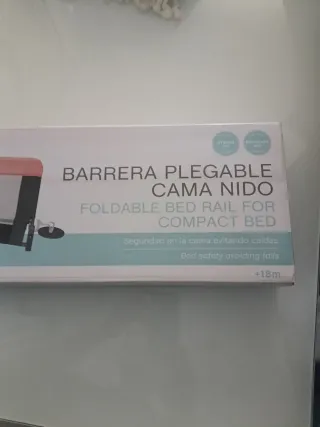 BARRERA PLEGABLE
CAMA NIDO
FOLDABLE BED RAIL FOR
COMPACT BED
Seguridad en la cama evitando caídas
Bed safety avoiding falls
+18m